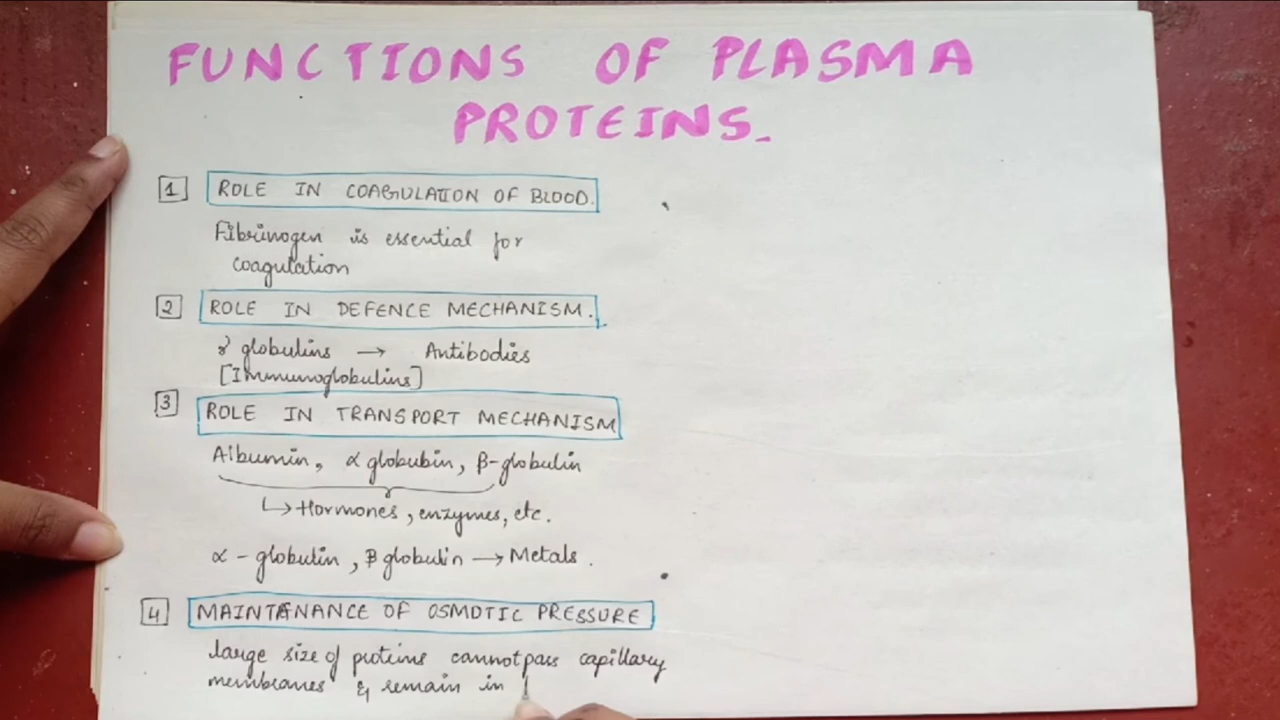 FUNCTIONS OF PLASMA
PROTEINS.
1 ROLE IN COAGULATION OF BLOOD.
Fibrinogen is essential for
coagulation
2 ROLE IN DEFENCE MECHANISM.
γ globulins → Antibodies
[Immunoglobulins]
3 ROLE IN TRANSPORT MECHANISM
Albumin, α globubin, β-globulin
↳ Hormones, enzymes, etc.
α - globulin, β globulin → Metals.
4 MAINTANANCE OF OSMOTIC PRESSURE
large size of proteins cannot pass capillary
membranes & remain in